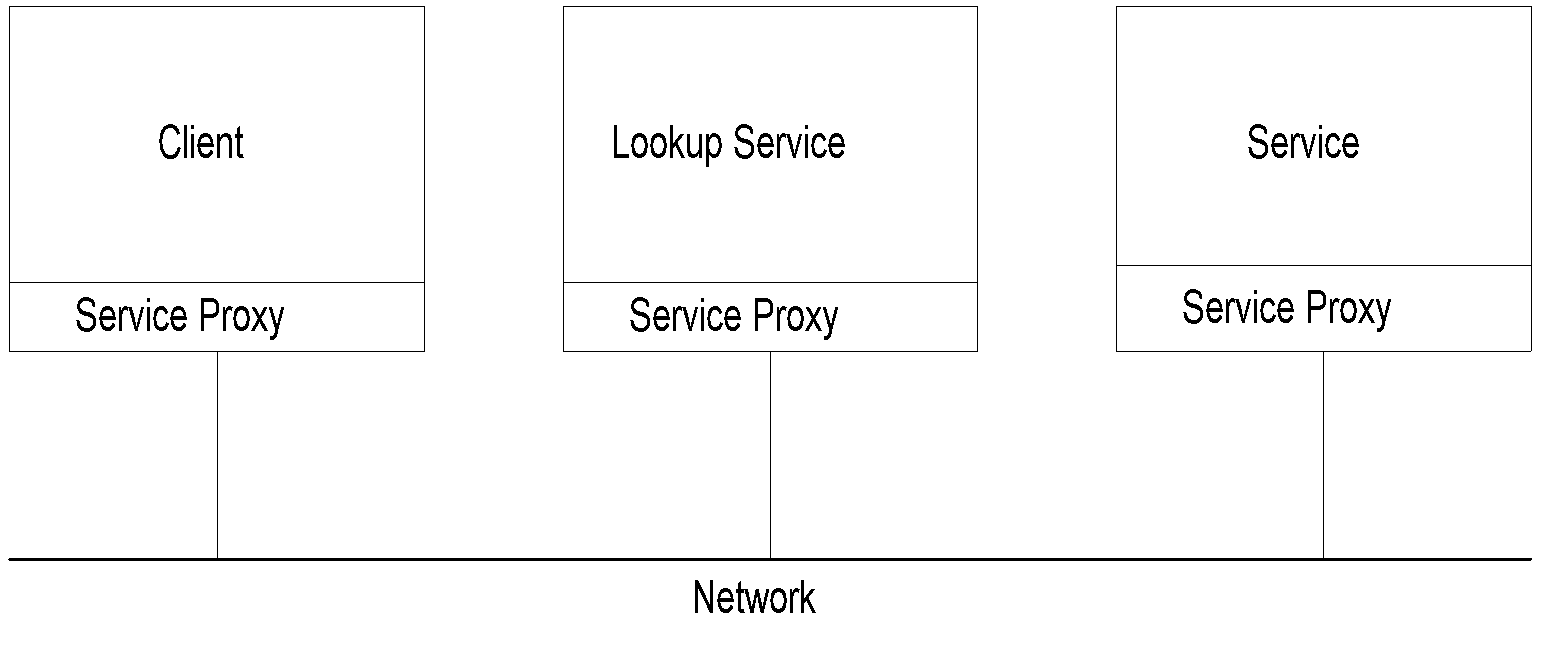 Client
Lookup Service
Service
Service Proxy
Service Proxy
Service Proxy
Network